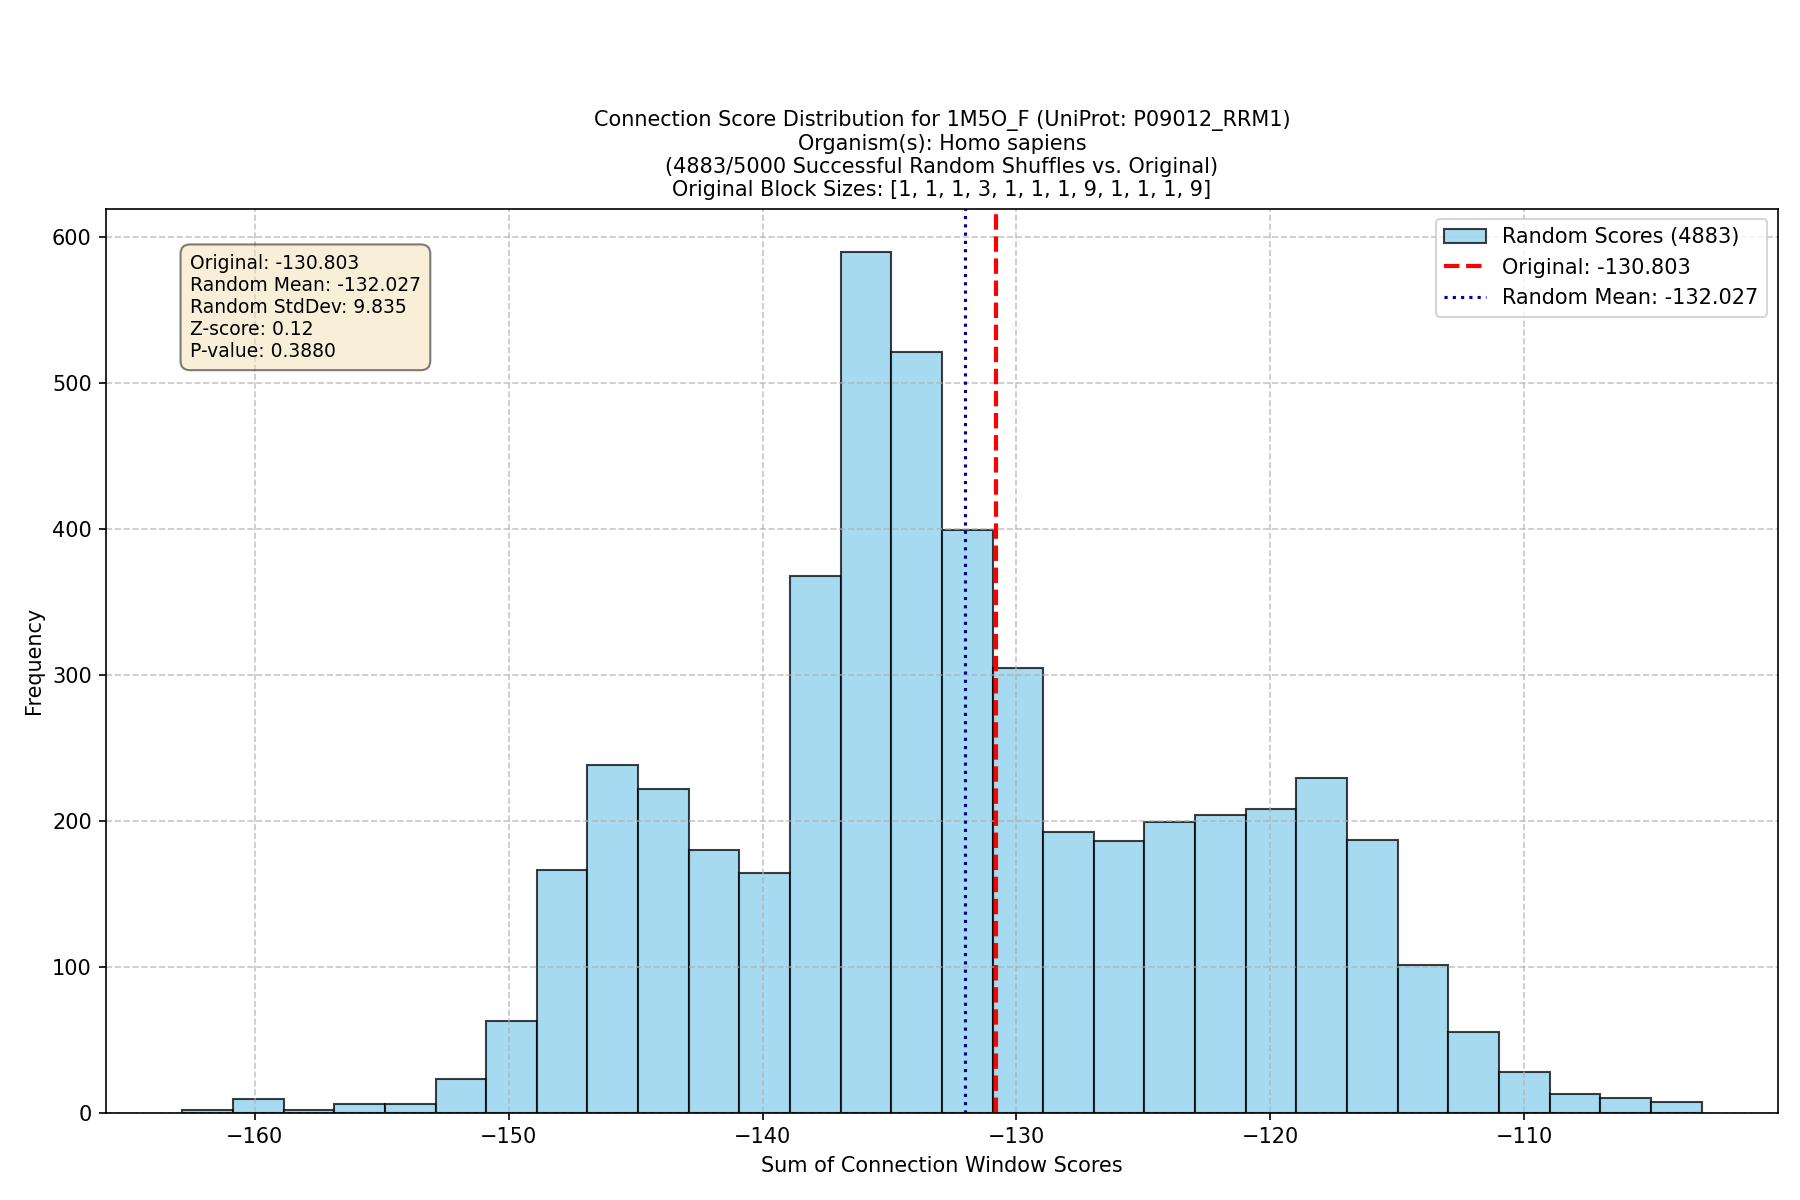 Connection Score Distribution for 1M5O_F (UniProt: P09012_RRM1)
Organism(s): Homo sapiens
(4883/5000 Successful Random Shuffles vs. Original)
Original Block Sizes: [1, 1, 1, 3, 1, 1, 1, 9, 1, 1, 1, 9]
Original: -130.803
Random Mean: -132.027
Random StdDev: 9.835
Z-score: 0.12
P-value: 0.3880
Random Scores (4883)
Original: -130.803
Random Mean: -132.027
Frequency
600
500
400
300
200
100
0
−160
−150
−140
−130
−120
−110
Sum of Connection Window Scores